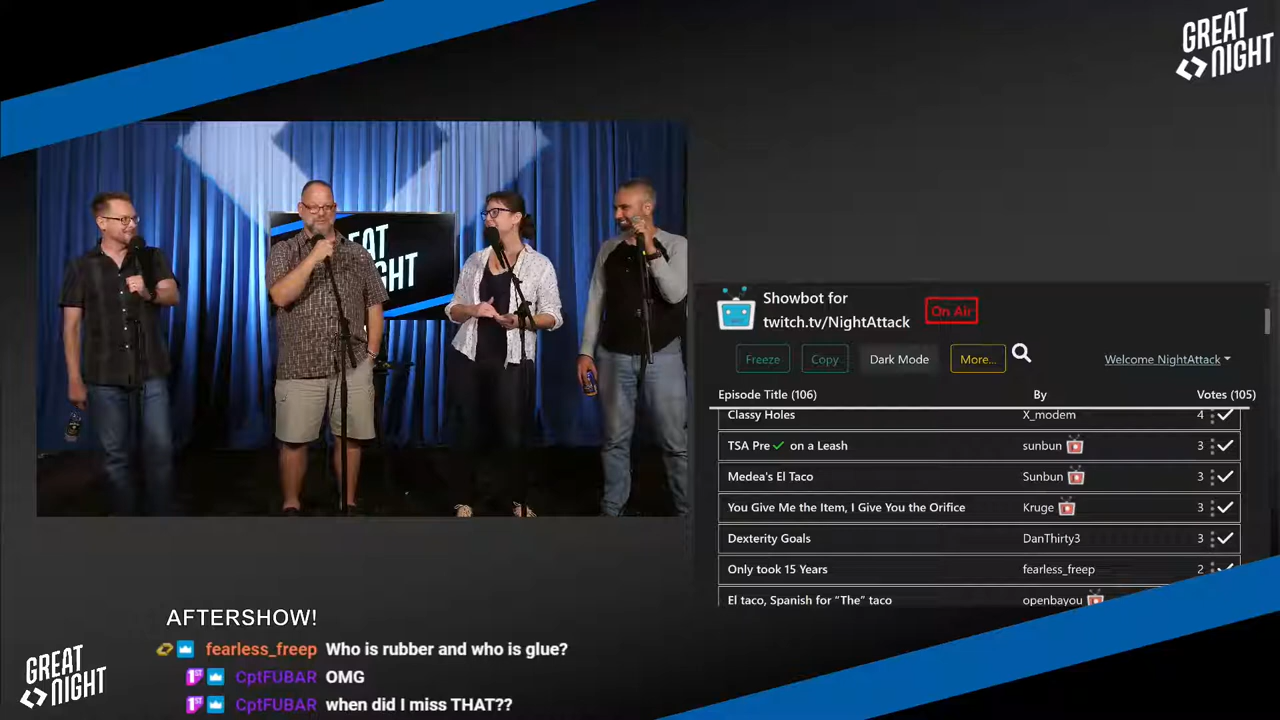 GREAT
NIGHT
EAT
GHT
Showbot for
twitch.tv/NightAttack
On Air
Freeze
Copy
Dark Mode
More...
Welcome NightAttack
Episode Title (106)
By
Votes (105)
Classy Holes
X_modem
4
TSA Pre✓ on a Leash
sunbun
3
Medea's El Taco
Sunbun
3
You Give Me the Item, I Give You the Orifice
Kruge
3
Dexterity Goals
DanThirty3
3
Only took 15 Years
fearless_freep
2
El taco, Spanish for “The” taco
openbayou
AFTERSHOW!
fearless_freep Who is rubber and who is glue?
CptFUBAR OMG
CptFUBAR when did I miss THAT??
GREAT
NIGHT